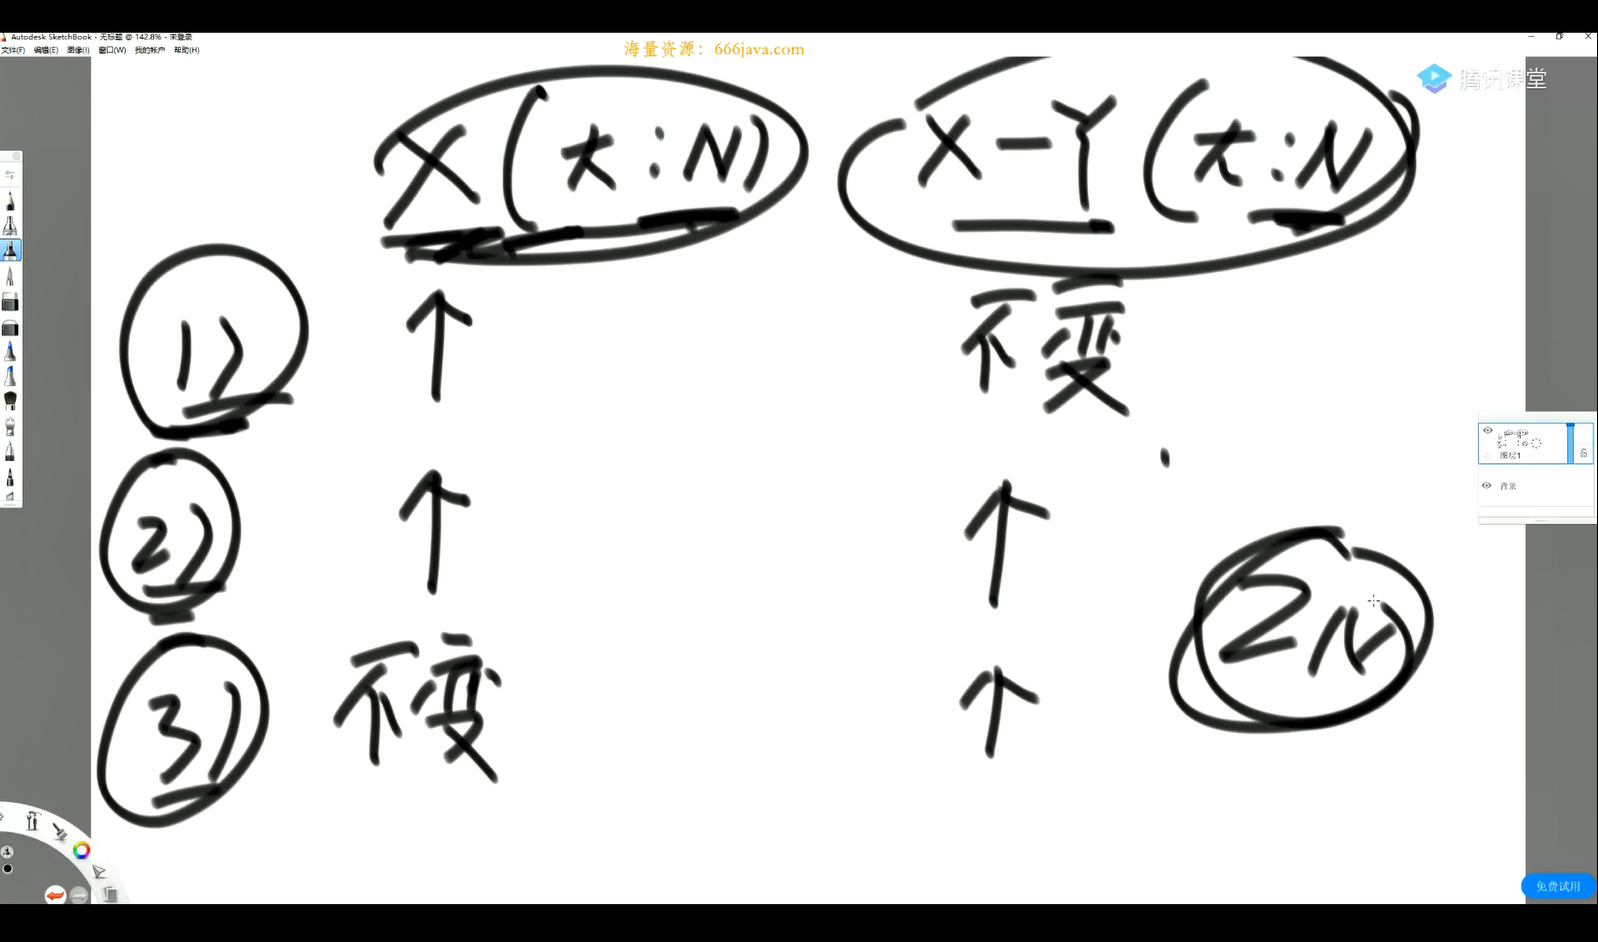 Autodesk SketchBook - 无标题 @ 142.8% - 未登录
文件(F) 编辑(E) 图像(I) 窗口(W) 我的帐户 帮助(H)
海量资源：666java.com
腾讯课堂
X (大:N) X-Y (大:N
1) ↑ 不变
2) ↑ ↑
2N
3) 不变 ↑
图层1
背景
免费试用